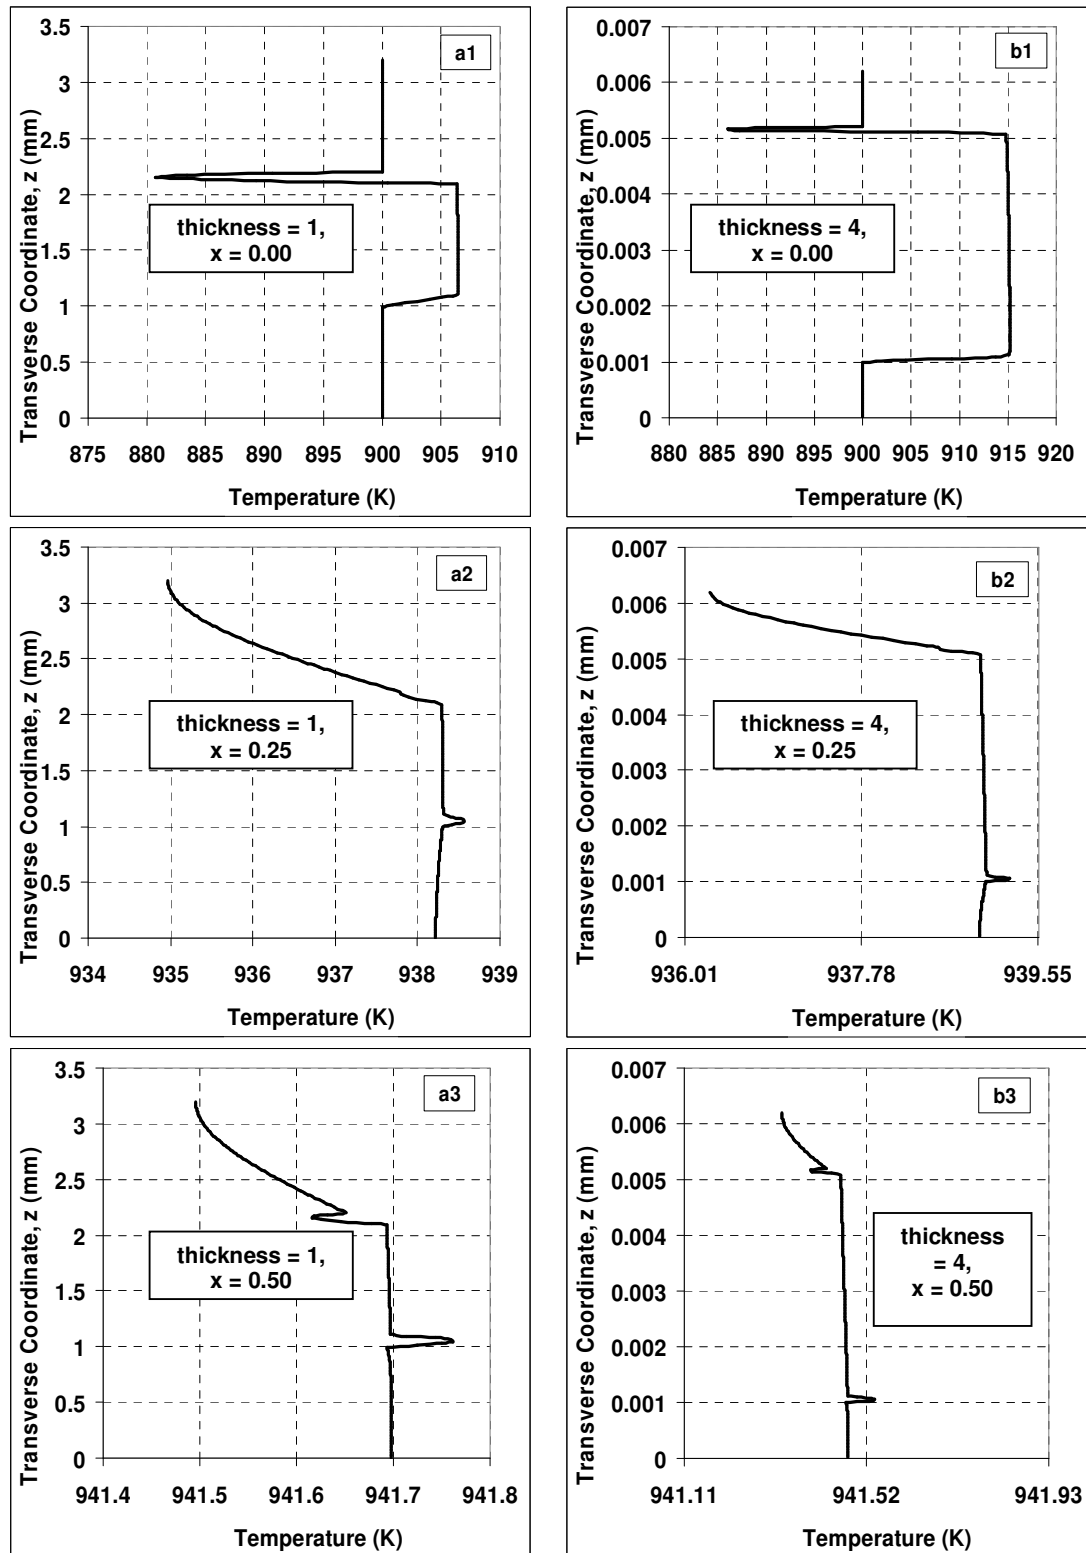 a1
Transverse Coordinate, z (mm)
3.5
3
2.5
2
1.5
1
0.5
0
thickness = 1,
x = 0.00
875 880 885 890 895 900 905 910
Temperature (K)
b1
Transverse Coordinate, z (mm)
0.007
0.006
0.005
0.004
0.003
0.002
0.001
0
thickness = 4,
x = 0.00
880 885 890 895 900 905 910 915 920
Temperature (K)
a2
Transverse Coordinate, z (mm)
3.5
3
2.5
2
1.5
1
0.5
0
thickness = 1,
x = 0.25
934 935 936 937 938 939
Temperature (K)
b2
Transverse Coordinate, z (mm)
0.007
0.006
0.005
0.004
0.003
0.002
0.001
0
thickness = 4,
x = 0.25
936.01 937.78 939.55
Temperature (K)
a3
Transverse Coordinate, z (mm)
3.5
3
2.5
2
1.5
1
0.5
0
thickness = 1,
x = 0.50
941.4 941.5 941.6 941.7 941.8
Temperature (K)
b3
Transverse Coordinate, z (mm)
0.007
0.006
0.005
0.004
0.003
0.002
0.001
0
thickness
= 4,
x = 0.50
941.11 941.52 941.93
Temperature (K)